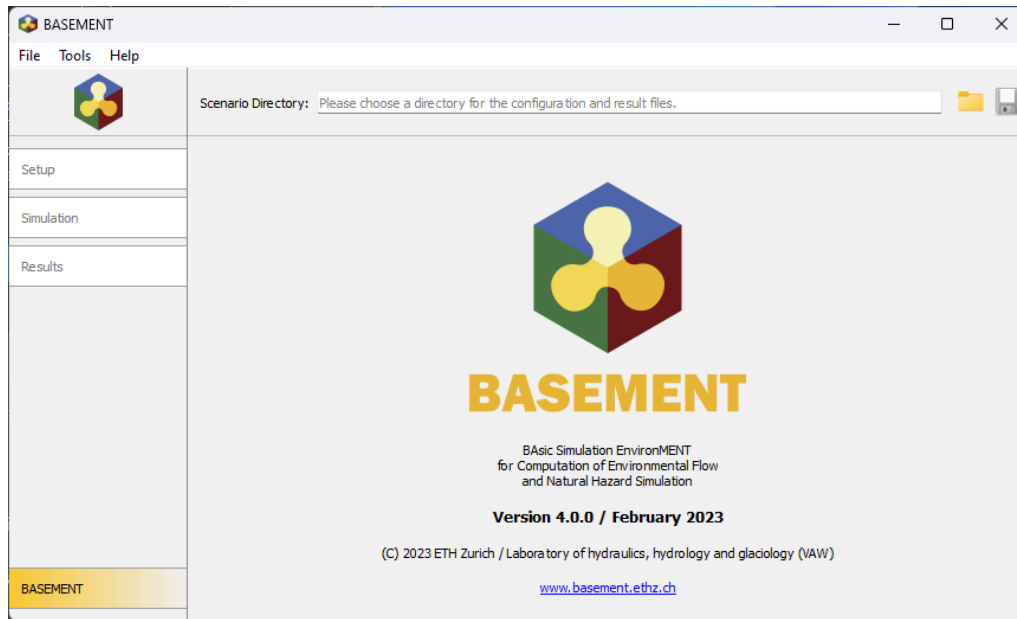 BASEMENT
File Tools Help
Scenario Directory: Please choose a directory for the configuration and result files.
Setup
Simulation
Results
BASEMENT
BAsic Simulation EnvironMENT
for Computation of Environmental Flow
and Natural Hazard Simulation
Version 4.0.0 / February 2023
(C) 2023 ETH Zurich / Laboratory of hydraulics, hydrology and glaciology (VAW)
www.basement.ethz.ch
BASEMENT